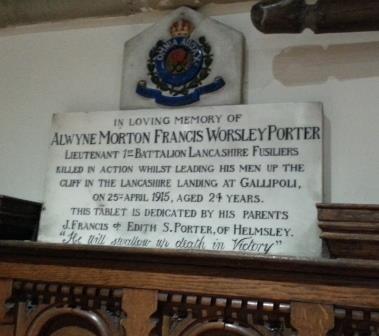 OMNIA AUDAX
IN LOVING MEMORY OF
ALWYNE MORTON FRANCIS WORSLEY PORTER
LIEUTENANT 1ST BATTALION LANCASHIRE FUSILIERS
KILLED IN ACTION WHILST LEADING HIS MEN UP THE
CLIFF IN THE LANCASHIRE LANDING AT GALLIPOLI,
ON 25TH APRIL 1915, AGED 24 YEARS.
THIS TABLET IS DEDICATED BY HIS PARENTS
J. FRANCIS & EDITH S. PORTER, OF HELMSLEY.
"He will swallow up death in Victory"